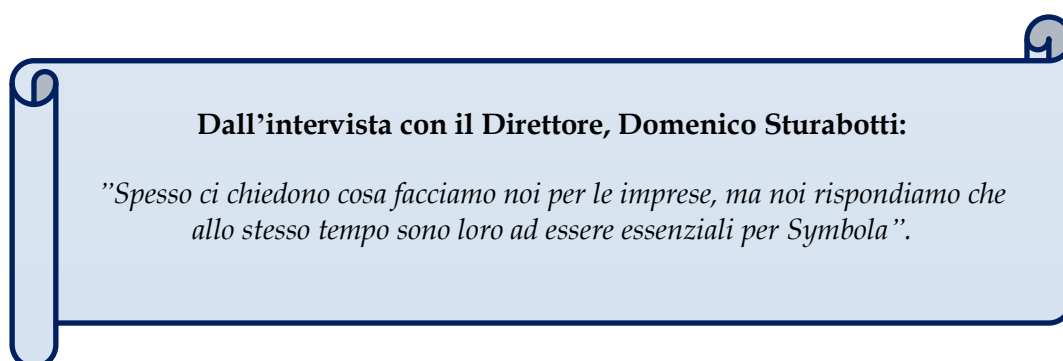 Dall’intervista con il Direttore, Domenico Sturabotti:
”Spesso ci chiedono cosa facciamo noi per le imprese, ma noi rispondiamo che
allo stesso tempo sono loro ad essere essenziali per Symbola”.